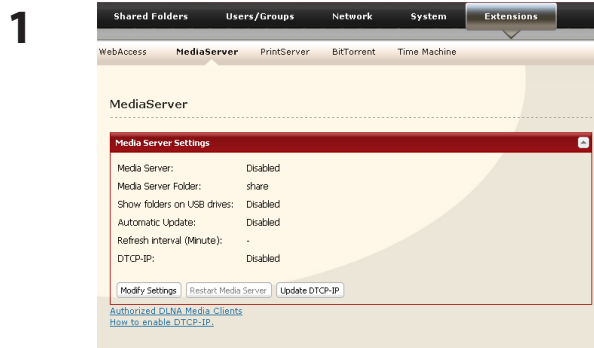 1
Shared Folders Users/Groups Network System Extensions
WebAccess MediaServer PrintServer BitTorrent Time Machine
MediaServer
Media Server Settings
Media Server: Disabled
Media Server Folder: share
Show folders on USB drives: Disabled
Automatic Update: Disabled
Refresh interval (Minute): -
DTCP-IP: Disabled
Modify Settings Restart Media Server Update DTCP-IP
Authorized DLNA Media Clients
How to enable DTCP-IP.